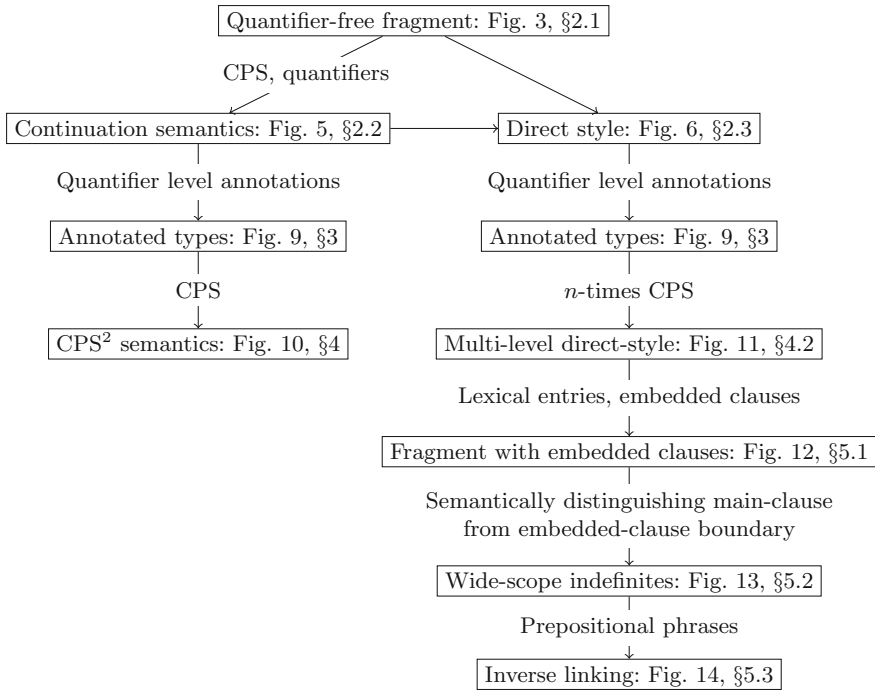 Quantifier-free fragment: Fig. 3, §2.1
CPS, quantifiers
Continuation semantics: Fig. 5, §2.2
Direct style: Fig. 6, §2.3
Quantifier level annotations
Quantifier level annotations
Annotated types: Fig. 9, §3
Annotated types: Fig. 9, §3
CPS
n-times CPS
CPS² semantics: Fig. 10, §4
Multi-level direct-style: Fig. 11, §4.2
Lexical entries, embedded clauses
Fragment with embedded clauses: Fig. 12, §5.1
Semantically distinguishing main-clause
from embedded-clause boundary
Wide-scope indefinites: Fig. 13, §5.2
Prepositional phrases
Inverse linking: Fig. 14, §5.3